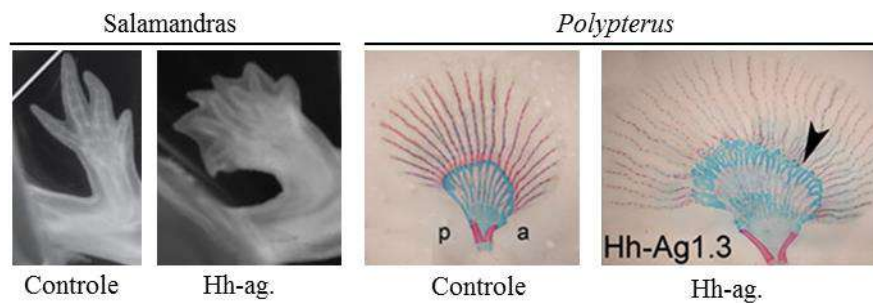 Salamandras
Polypterus
p a
Hh-Ag1.3
Controle
Hh-ag.
Controle
Hh-ag.